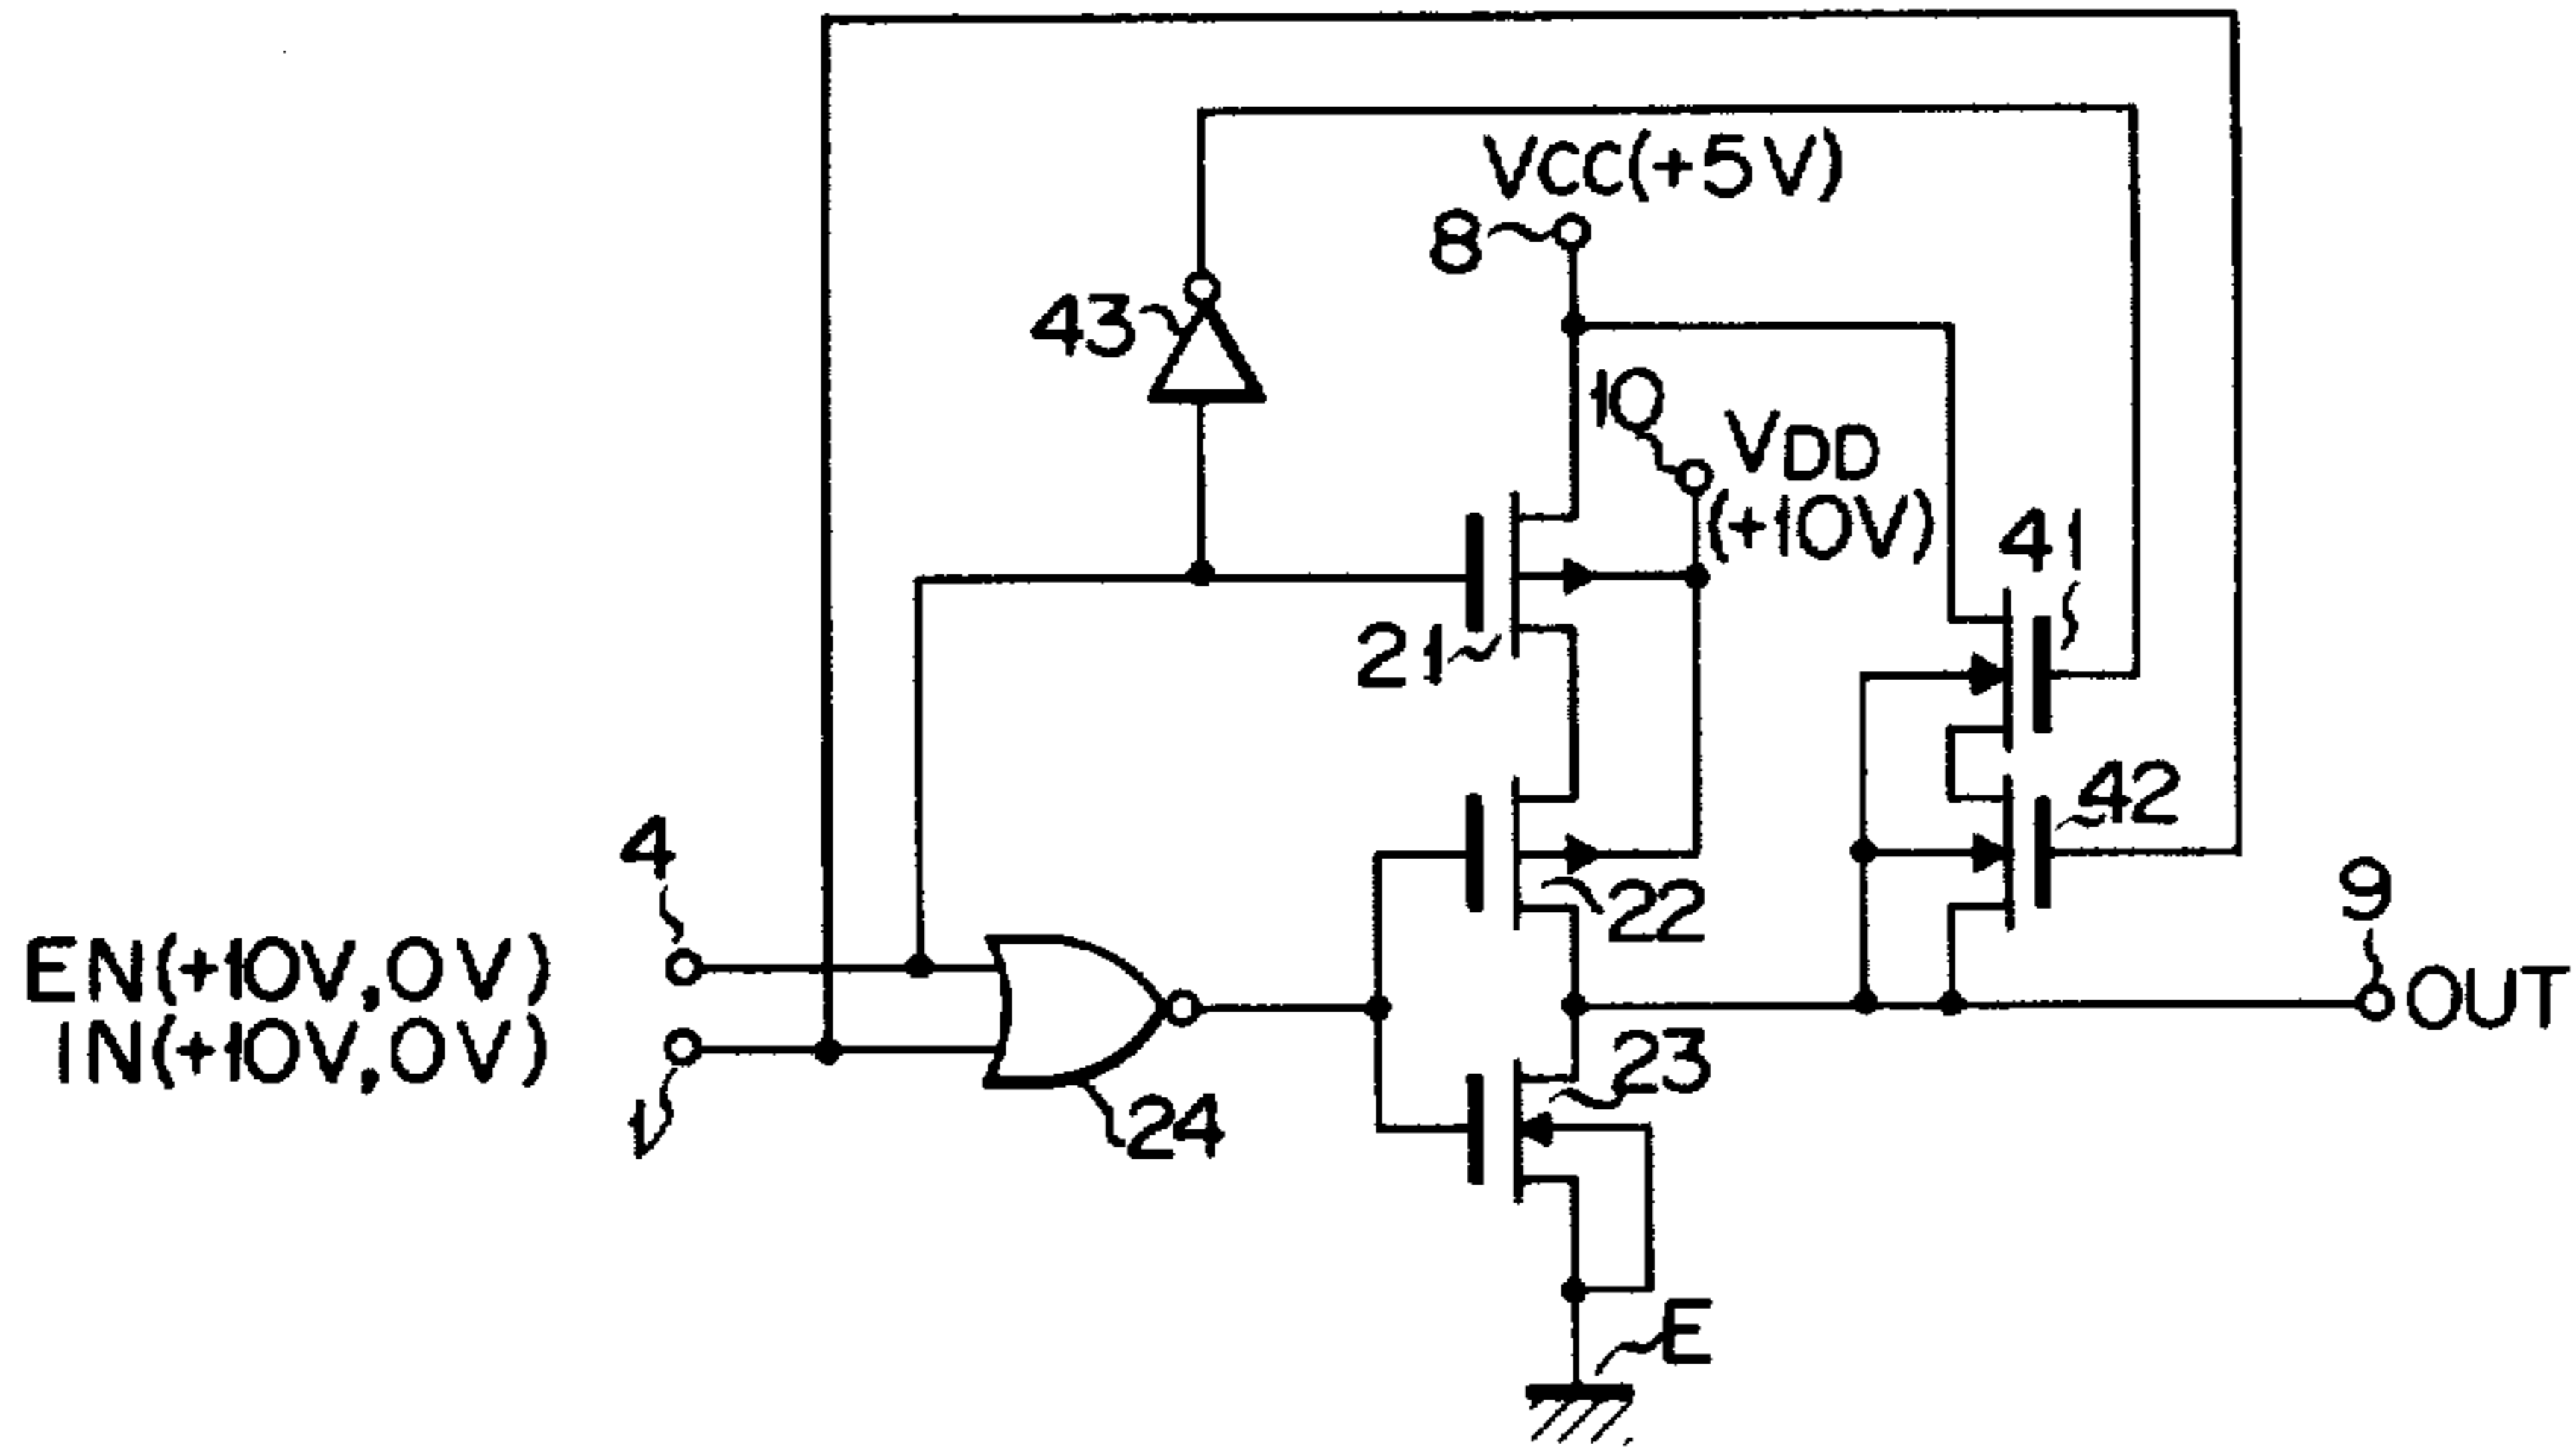 VCC(+5V)
8
43
10
VDD
(+10V)
41
21
42
4
22
9
EN(+10V,0V)
OUT
IN(+10V,0V)
23
1
24
E